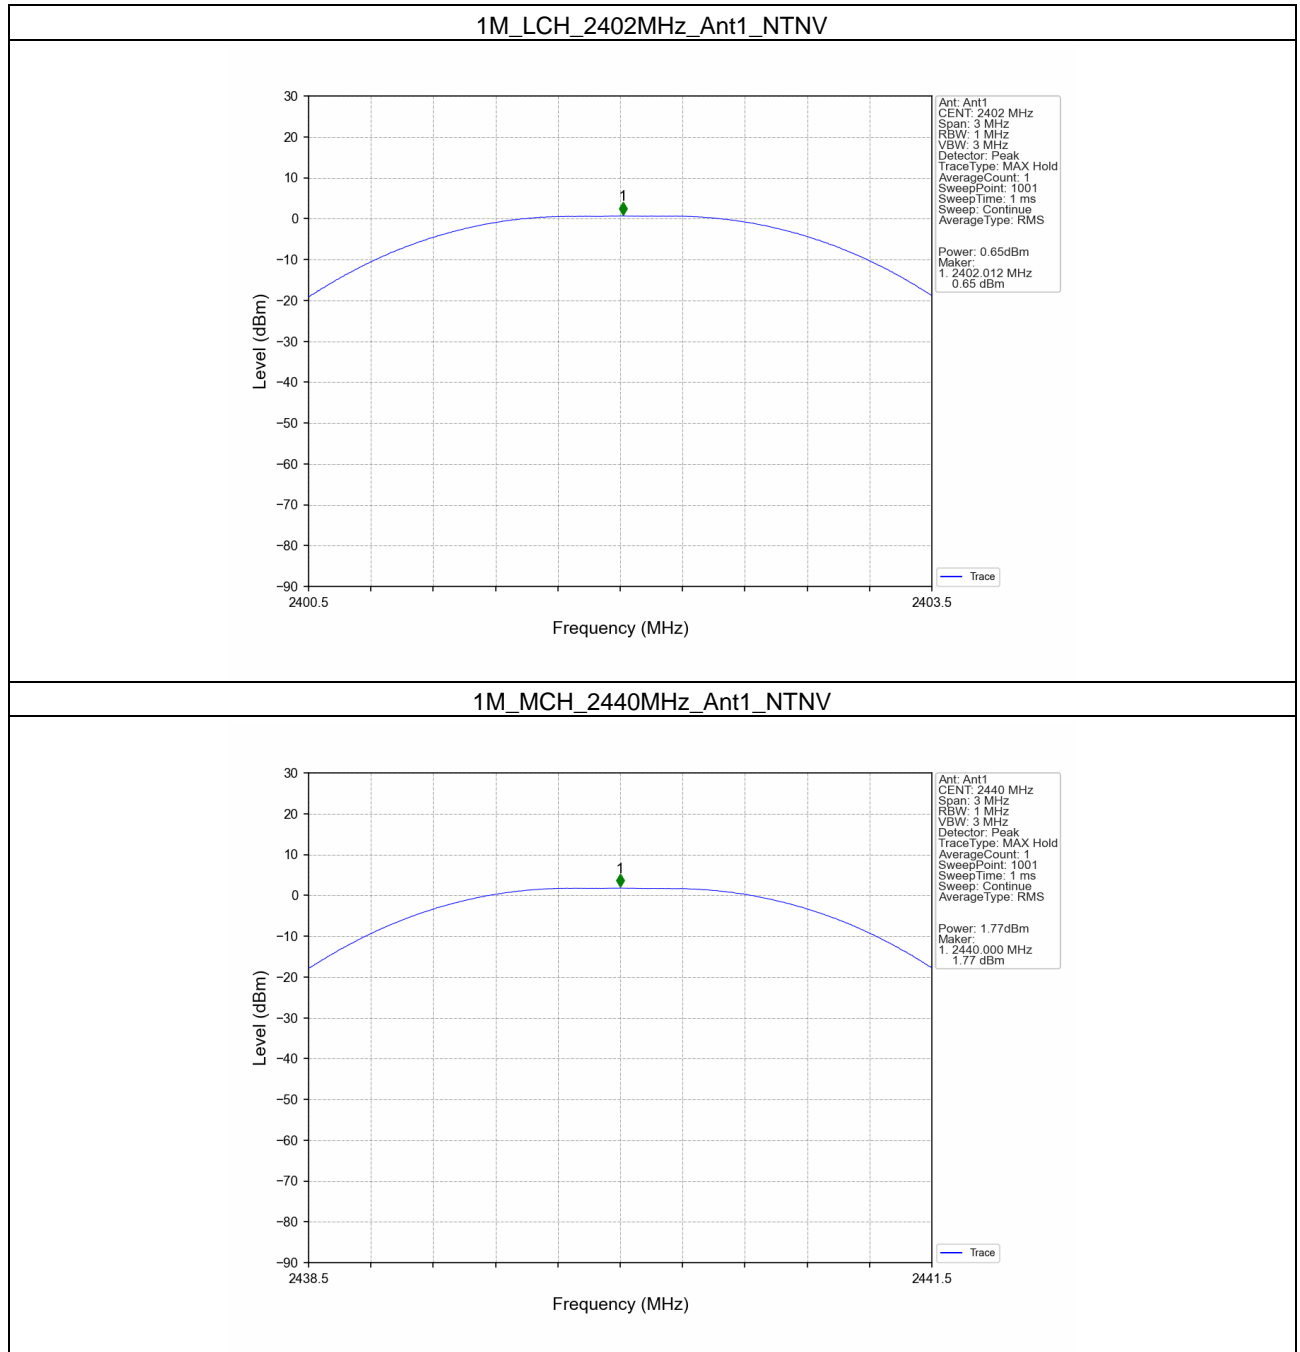 1M_LCH_2402MHz_Ant1_NTNV
30
20
10
0
−10
−20
−30
−40
−50
−60
−70
−80
−90
Level (dBm)
1
2400.5
2403.5
Frequency (MHz)
Ant: Ant1
CENT: 2402 MHz
Span: 3 MHz
RBW: 1 MHz
VBW: 3 MHz
Detector: Peak
TraceType: MAX Hold
AverageCount: 1
SweepPoint: 1001
SweepTime: 1 ms
Sweep: Continue
AverageType: RMS
Power: 0.65dBm
Maker:
1. 2402.012 MHz
0.65 dBm
Trace
1M_MCH_2440MHz_Ant1_NTNV
30
20
10
0
−10
−20
−30
−40
−50
−60
−70
−80
−90
Level (dBm)
1
2438.5
2441.5
Frequency (MHz)
Ant: Ant1
CENT: 2440 MHz
Span: 3 MHz
RBW: 1 MHz
VBW: 3 MHz
Detector: Peak
TraceType: MAX Hold
AverageCount: 1
SweepPoint: 1001
SweepTime: 1 ms
Sweep: Continue
AverageType: RMS
Power: 1.77dBm
Maker:
1. 2440.000 MHz
1.77 dBm
Trace